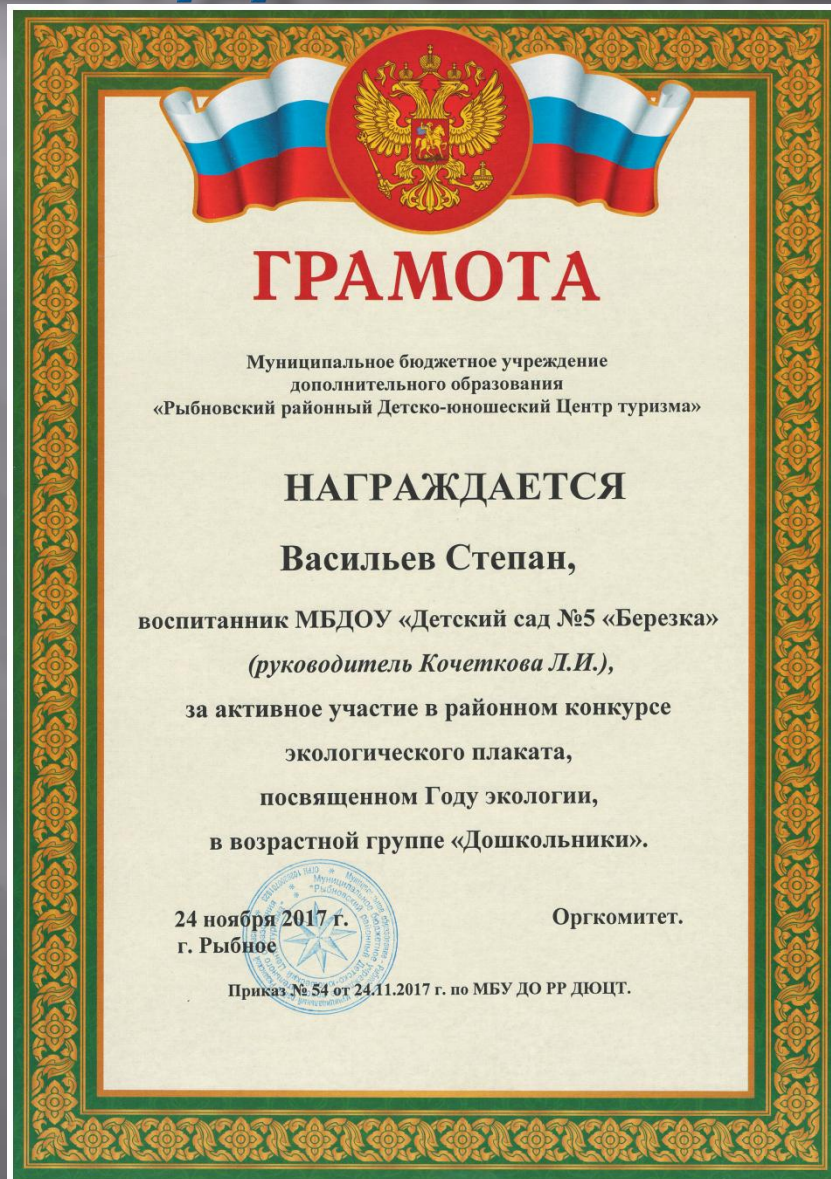 ГРАМОТА
Муниципальное бюджетное учреждение
дополнительного образования
«Рыбновский районный Детско-юношеский Центр туризма»
НАГРАЖДАЕТСЯ
Васильев Степан,
воспитанник МБДОУ «Детский сад №5 «Березка»
(руководитель Кочеткова Л.И.),
за активное участие в районном конкурсе
экологического плаката,
посвященном Году экологии,
в возрастной группе «Дошкольники».
24 ноября 2017 г.
Оргкомитет.
г. Рыбное
Приказ № 54 от 24.11.2017 г. по МБУ ДО РР ДЮЦТ.